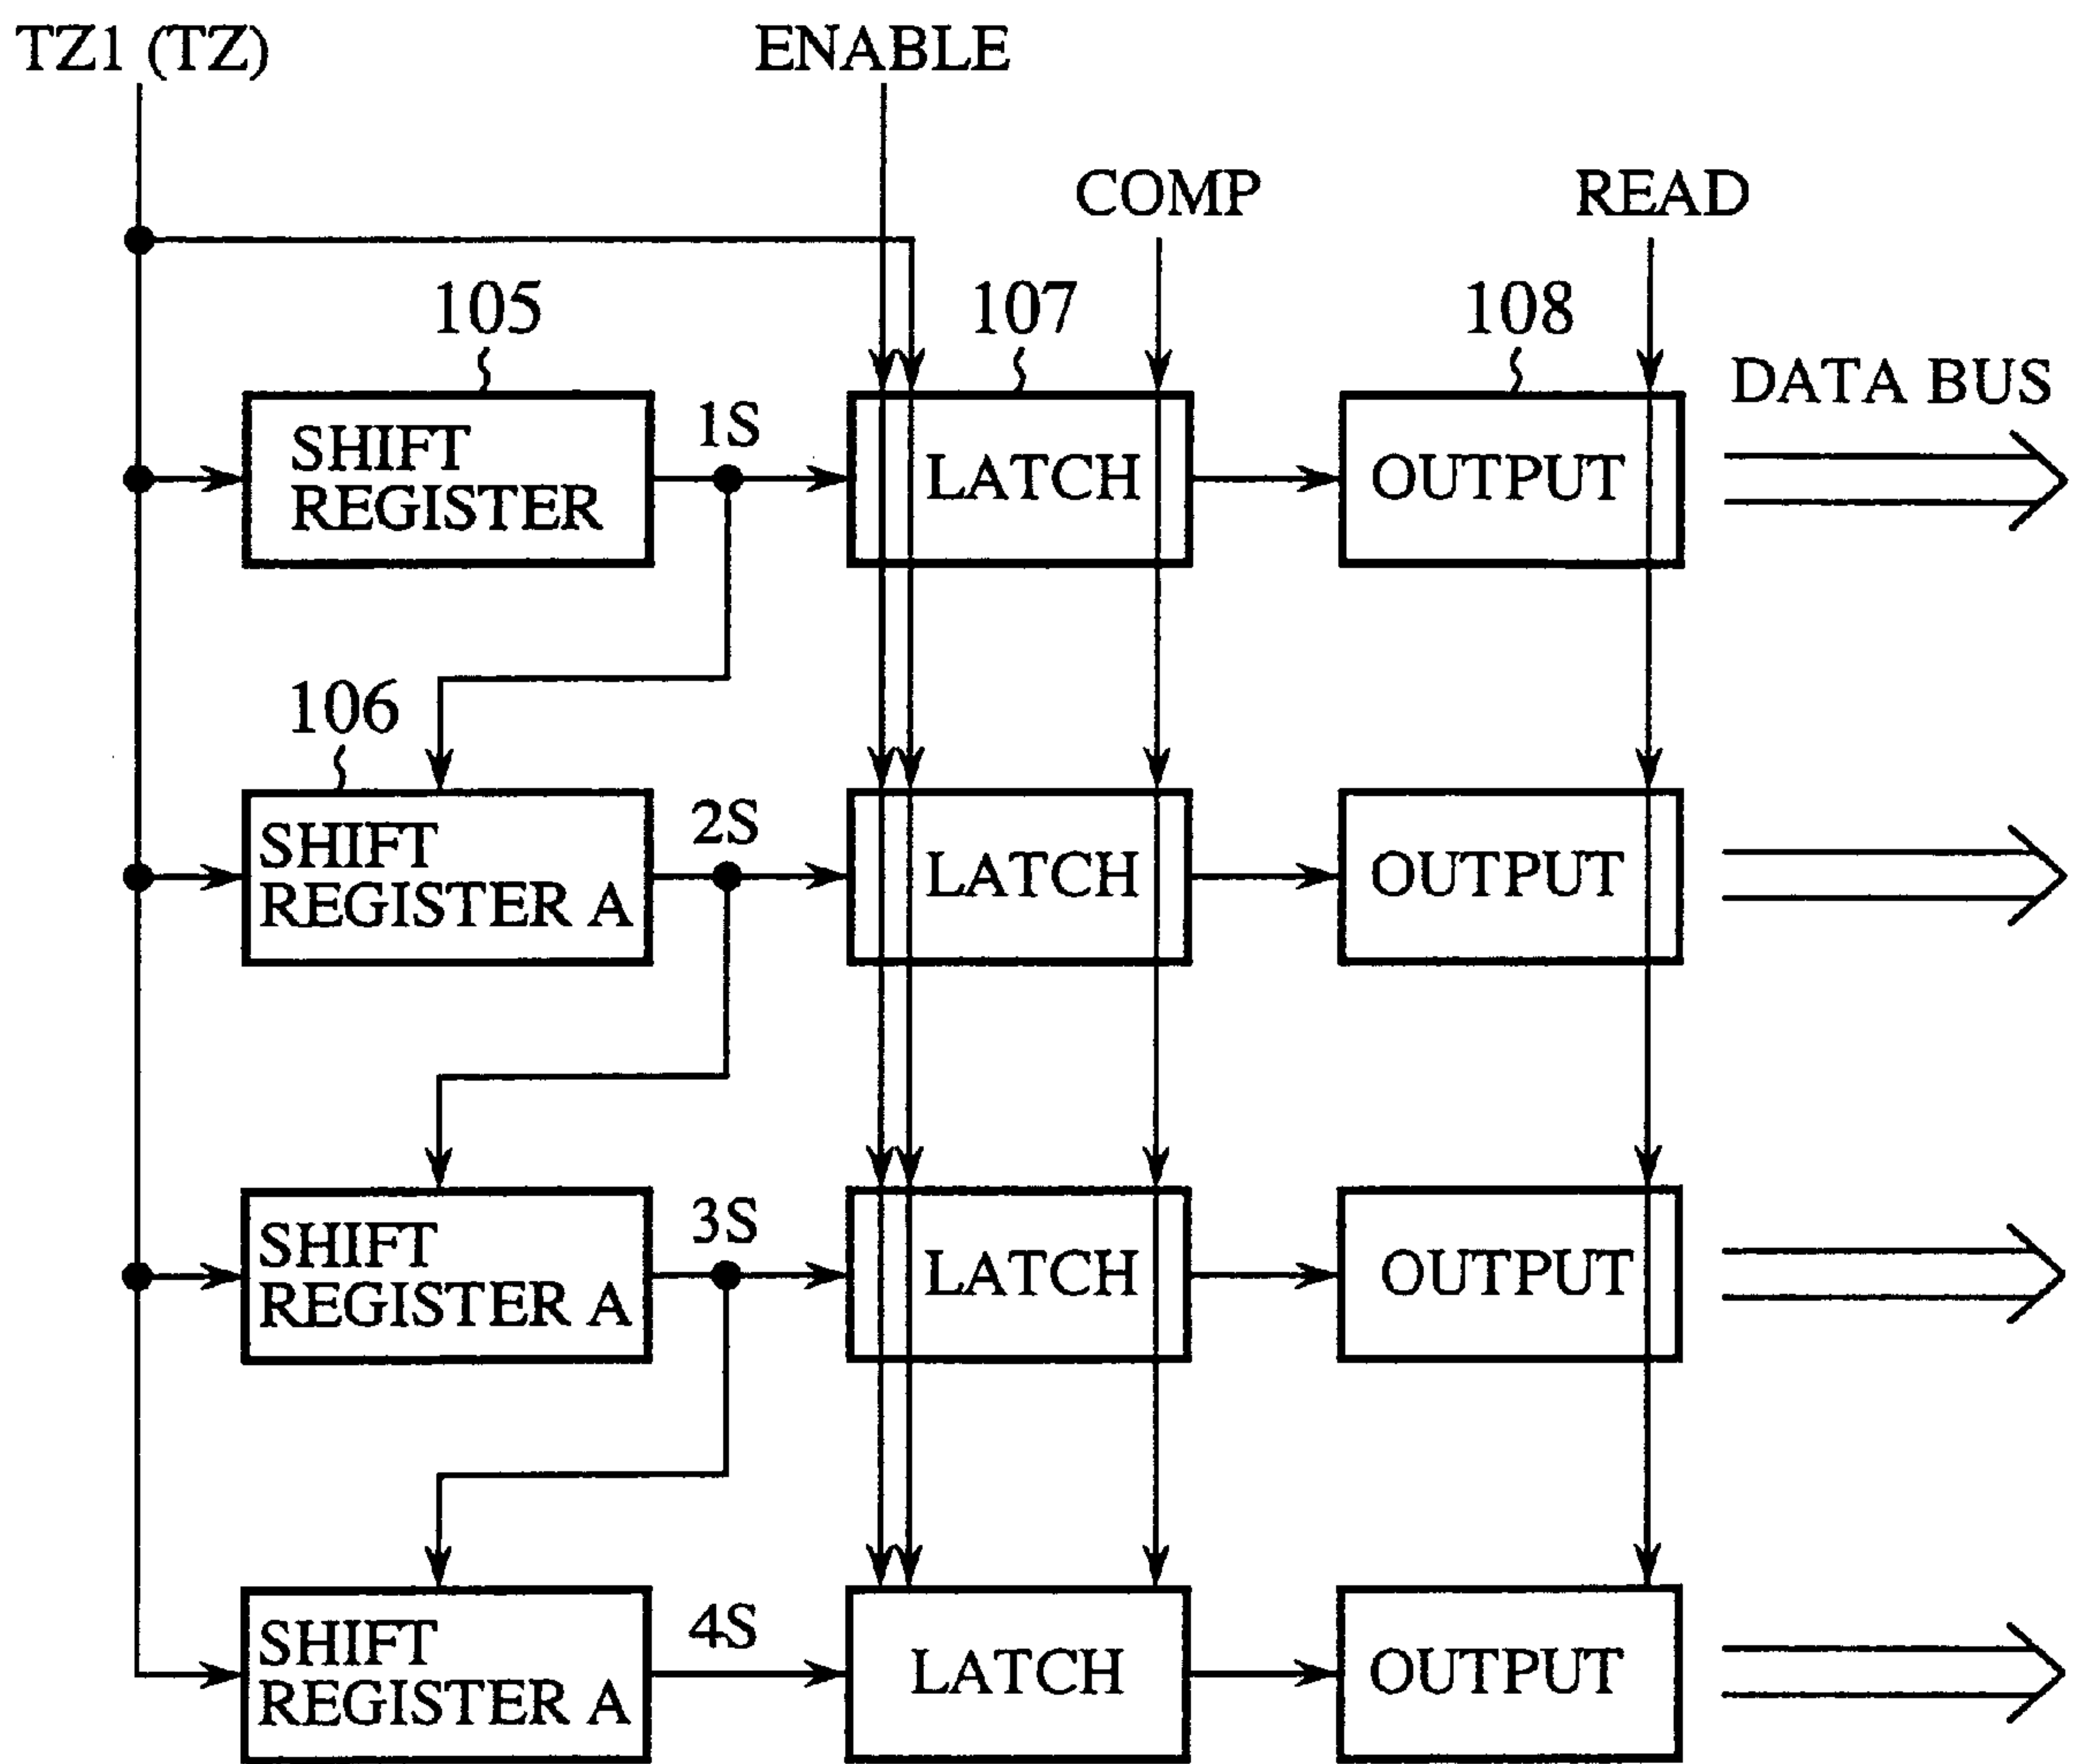 TZ1 (TZ)
ENABLE
COMP
READ
105
107
108
DATA BUS
SHIFT
REGISTER
1S
LATCH
OUTPUT
106
SHIFT
REGISTER A
2S
LATCH
OUTPUT
SHIFT
REGISTER A
3S
LATCH
OUTPUT
SHIFT
REGISTER A
4S
LATCH
OUTPUT